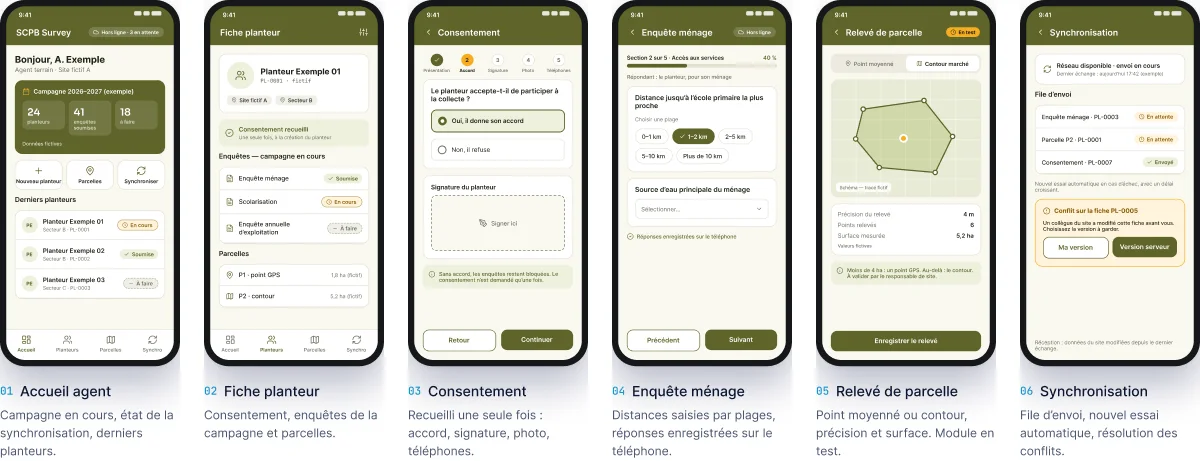 9:41
SCPB Survey
Hors ligne · 3 en attente
Bonjour, A. Exemple
Agent terrain · Site fictif A
Campagne 2026–2027 (exemple)
24
planteurs
41
enquêtes
soumises
18
à faire
Données fictives
Nouveau planteur
Parcelles
Synchroniser
Derniers planteurs
PE
Planteur Exemple 01
Secteur B · PL-0001
En cours
PE
Planteur Exemple 02
Secteur B · PL-0002
Soumise
PE
Planteur Exemple 03
Secteur C · PL-0003
À faire
Accueil
Planteurs
Parcelles
Synchro
01 Accueil agent
Campagne en cours, état de la
synchronisation, derniers
planteurs.
9:41
Fiche planteur
Planteur Exemple 01
PL-0001 · fictif
Site fictif A
Secteur B
Consentement recueilli
Une seule fois, à la création du planteur
Enquêtes — campagne en cours
Enquête ménage
Soumise
Scolarisation
En cours
Enquête annuelle
d'exploitation
À faire
Parcelles
P1 · point GPS
1,8 ha (fictif)
P2 · contour
5,2 ha (fictif)
Accueil
Planteurs
Parcelles
Synchro
02 Fiche planteur
Consentement, enquêtes de la
campagne et parcelles.
9:41
Consentement
2
3
4
5
Présentation
Accord
Signature
Photo
Téléphones
Le planteur accepte-t-il de participer à
la collecte ?
Oui, il donne son accord
Non, il refuse
Signature du planteur
Signer ici
Sans accord, les enquêtes restent bloquées. Le
consentement n'est demandé qu'une fois.
Retour
Continuer
03 Consentement
Recueilli une seule fois :
accord, signature, photo,
téléphones.
9:41
Enquête ménage
Hors ligne
Section 2 sur 5 · Accès aux services
40 %
Répondant : le planteur, pour son ménage
Distance jusqu'à l'école primaire la plus
proche
Choisir une plage
0–1 km
1–2 km
2–5 km
5–10 km
Plus de 10 km
Source d'eau principale du ménage
Sélectionner...
Réponses enregistrées sur le téléphone
Précédent
Suivant
04 Enquête ménage
Distances saisies par plages,
réponses enregistrées sur le
téléphone.
9:41
Relevé de parcelle
En test
Point moyenné
Contour marché
Schéma — tracé fictif
Précision du relevé
4 m
Points relevés
6
Surface mesurée
5,2 ha
Valeurs fictives
Moins de 4 ha : un point GPS. Au-delà : le contour.
À valider par le responsable de site.
Enregistrer le relevé
05 Relevé de parcelle
Point moyenné ou contour,
précision et surface. Module en
test.
9:41
Synchronisation
Réseau disponible · envoi en cours
Dernier échange : aujourd'hui 17:42 (exemple)
File d'envoi
Enquête ménage · PL-0003
En attente
Parcelle P2 · PL-0001
En attente
Consentement · PL-0007
Envoyé
Nouvel essai automatique en cas d'échec, avec un délai
croissant.
Conflit sur la fiche PL-0005
Un collègue du site a modifié cette fiche avant vous.
Choisissez la version à garder.
Ma version
Version serveur
Réception : données du site modifiées depuis le dernier
échange.
06 Synchronisation
File d'envoi, nouvel essai
automatique, résolution des
conflits.